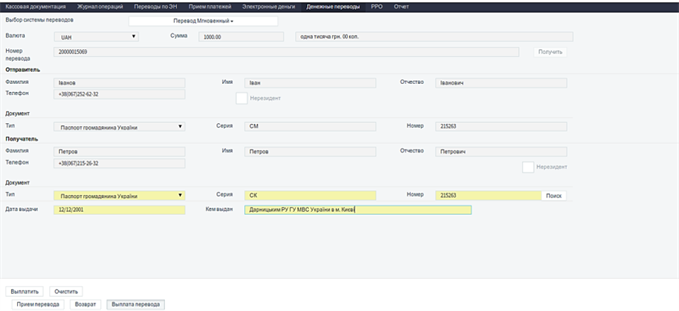 Кассовая документация Журнал операций Переводы по ЭН Прием платежей Электронные деньги Денежные переводы РРО Отчет
Выбор системы переводов Перевод Мгновенный
Валюта UAH Сумма 1000.00 одна тисяча грн. 00 коп.
Номер перевода 20000015069 Получить
Отправитель
Фамилия Іванов Имя Іван Отчество Іванович
Телефон +38(067)252-62-32 Нерезидент
Документ
Тип Паспорт громадянина України Серия СМ Номер 215263
Получатель
Фамилия Петров Имя Петров Отчество Петрович
Телефон +38(067)215-26-32 Нерезидент
Документ
Тип Паспорт громадянина України Серия СК Номер 215263 Поиск
Дата выдачи 12/12/2001 Кем выдан Дарницьким РУ ГУ МВС України в м. Києві
Выплатить Очистить
Прием перевода Возврат Выплата перевода